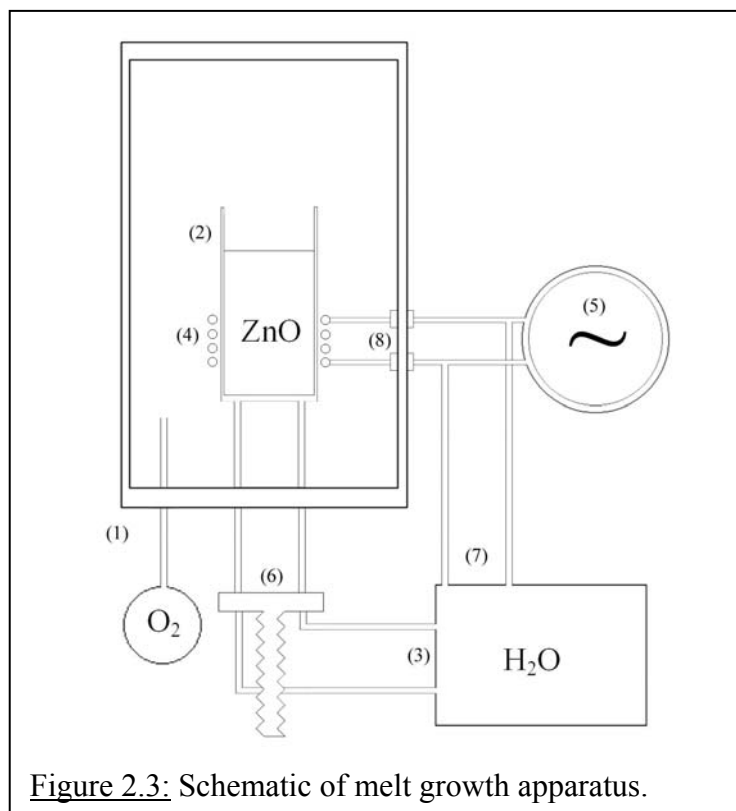 (2)
(5)
(4)
ZnO
(8)
~
(1)
(7)
(6)
O₂
(3)
H₂O
Figure 2.3: Schematic of melt growth apparatus.